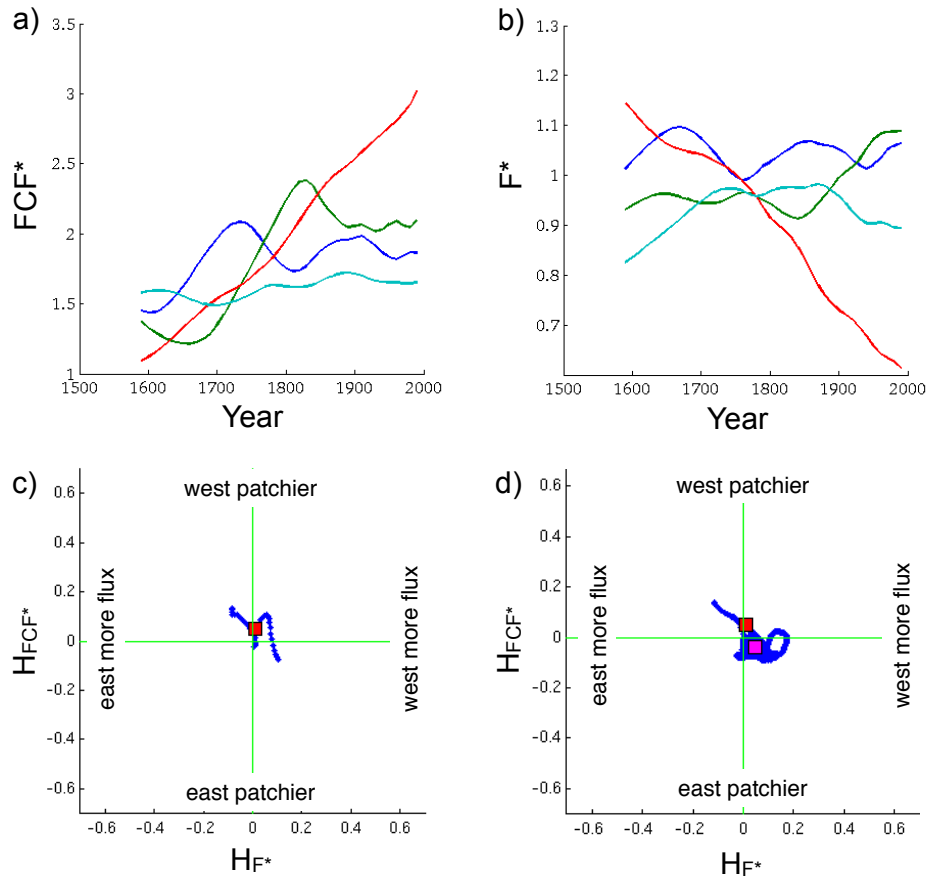 a)
3.5
3
2.5
2
1.5
1
FCF*
1500 1600 1700 1800 1900 2000
Year
b)
1.3
1.2
1.1
1
0.9
0.8
0.7
F*
1500 1600 1700 1800 1900 2000
Year
c)
west patchier
0.6
0.4
0.2
0
-0.2
-0.4
-0.6
HFCF*
east more flux
west more flux
east patchier
-0.6 -0.4 -0.2 0 0.2 0.4 0.6
HF*
d)
west patchier
0.6
0.4
0.2
0
-0.2
-0.4
-0.6
HFCF*
east more flux
west more flux
east patchier
-0.6 -0.4 -0.2 0 0.2 0.4 0.6
HF*